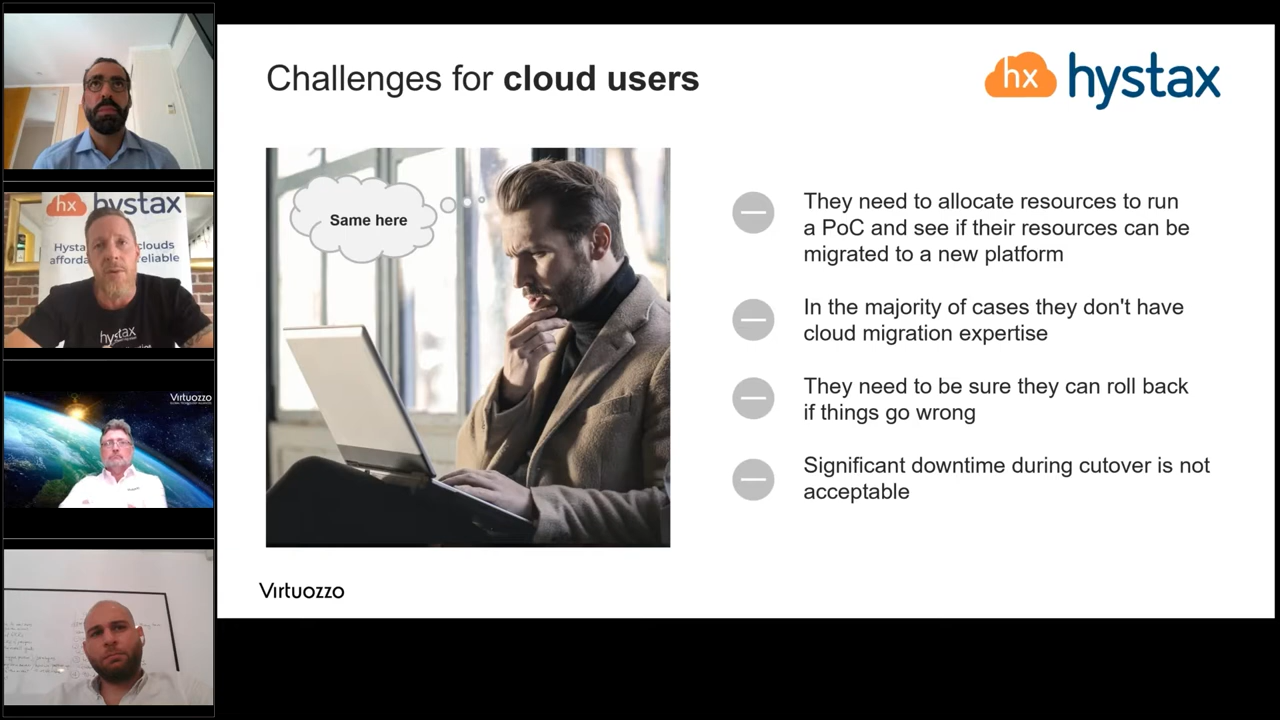 Challenges for cloud users
hx hystax
Same here
They need to allocate resources to run
a PoC and see if their resources can be
migrated to a new platform
In the majority of cases they don't have
cloud migration expertise
They need to be sure they can roll back
if things go wrong
Significant downtime during cutover is not
acceptable
Virtuozzo
hx hystax
clouds
reliable
hystax
Virtuozzo